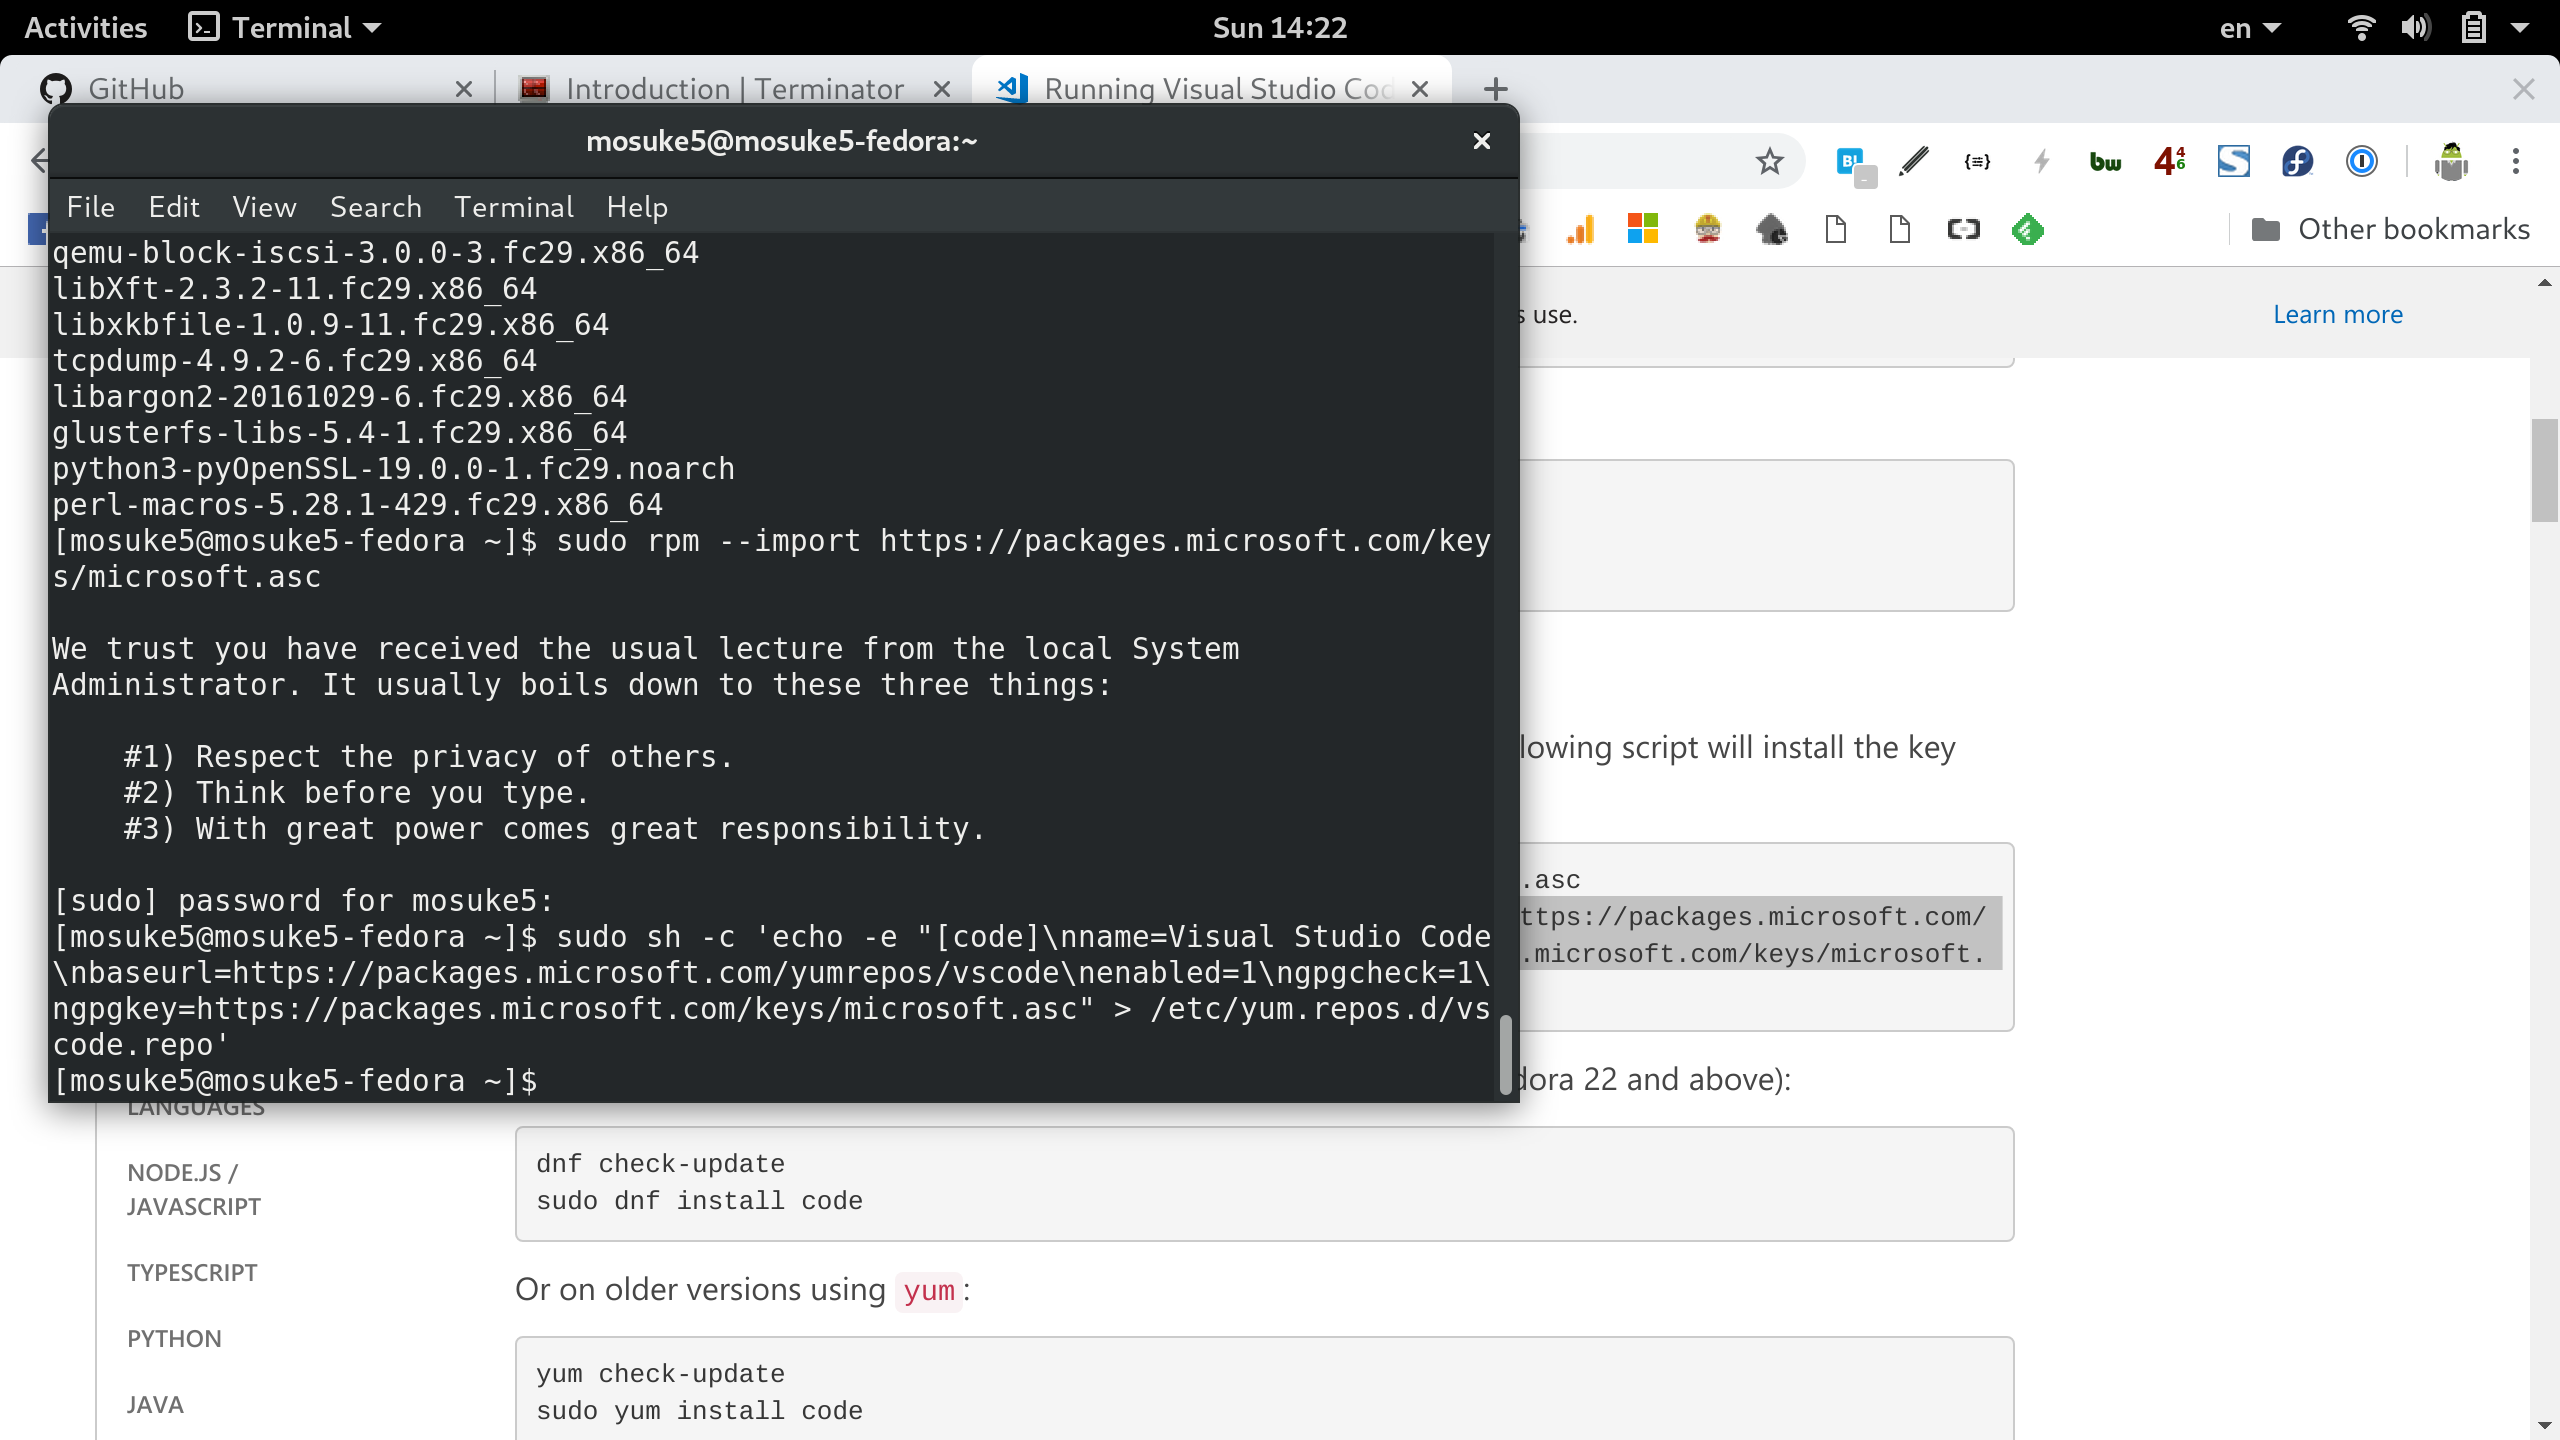 Activities Terminal Sun 14:22 en
GitHub Introduction | Terminator Running Visual Studio Cod
mosuke5@mosuke5-fedora:~
File Edit View Search Terminal Help
Other bookmarks
qemu-block-iscsi-3.0.0-3.fc29.x86_64
libXft-2.3.2-11.fc29.x86_64
libxkbfile-1.0.9-11.fc29.x86_64
tcpdump-4.9.2-6.fc29.x86_64
libargon2-20161029-6.fc29.x86_64
glusterfs-libs-5.4-1.fc29.x86_64
python3-pyOpenSSL-19.0.0-1.fc29.noarch
perl-macros-5.28.1-429.fc29.x86_64
[mosuke5@mosuke5-fedora ~]$ sudo rpm --import https://packages.microsoft.com/key
s/microsoft.asc
We trust you have received the usual lecture from the local System
Administrator. It usually boils down to these three things:
#1) Respect the privacy of others.
#2) Think before you type.
#3) With great power comes great responsibility.
[sudo] password for mosuke5:
[mosuke5@mosuke5-fedora ~]$ sudo sh -c 'echo -e "[code]\nname=Visual Studio Code
\nbaseurl=https://packages.microsoft.com/yumrepos/vscode\nenabled=1\ngpgcheck=1\
ngpgkey=https://packages.microsoft.com/keys/microsoft.asc" > /etc/yum.repos.d/vs
code.repo'
[mosuke5@mosuke5-fedora ~]$
s use. Learn more
lowing script will install the key
.asc
ttps://packages.microsoft.com/
.microsoft.com/keys/microsoft.
dora 22 and above):
LANGUAGES
NODE.JS /
JAVASCRIPT
TYPESCRIPT
PYTHON
JAVA
dnf check-update
sudo dnf install code
Or on older versions using yum:
yum check-update
sudo yum install code